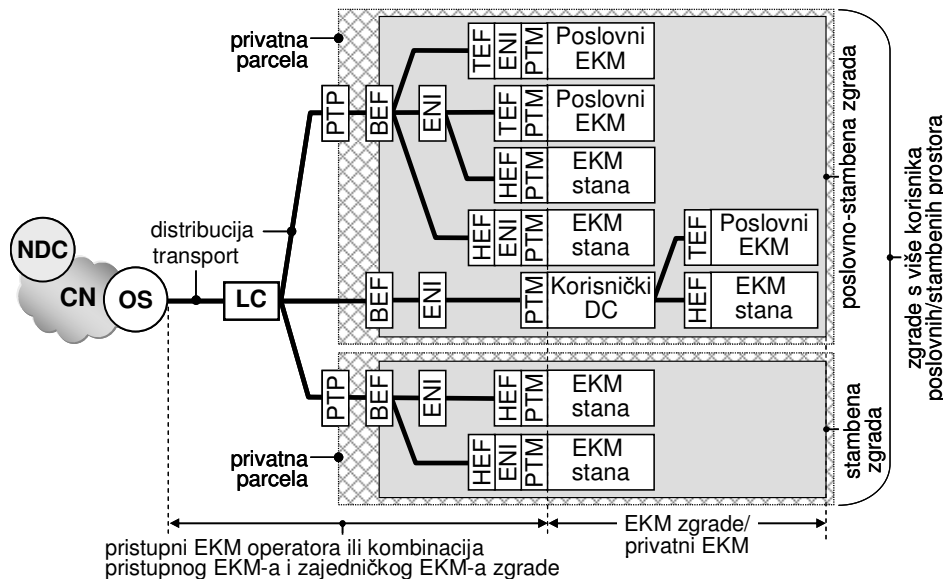 privatna
parcela
PTP
BEF
TEF
ENI
PTM
Poslovni
EKM
ENI
TEF
PTM
Poslovni
EKM
HEF
PTM
EKM
stana
HEF
ENI
PTM
EKM
stana
poslovno-stambena zgrada
distribucija
transport
NDC
CN
OS
LC
BEF
ENI
PTM
Korisnički
DC
TEF
Poslovni
EKM
HEF
EKM
stana
zgrade s više korisnika
poslovnih/stambenih prostora
PTP
BEF
ENI
HEF
PTM
EKM
stana
HEF
ENI
PTM
EKM
stana
stambena
zgrada
privatna
parcela
pristupni EKM operatora ili kombinacija
pristupnog EKM-a i zajedničkog EKM-a zgrade
EKM zgrade/
privatni EKM